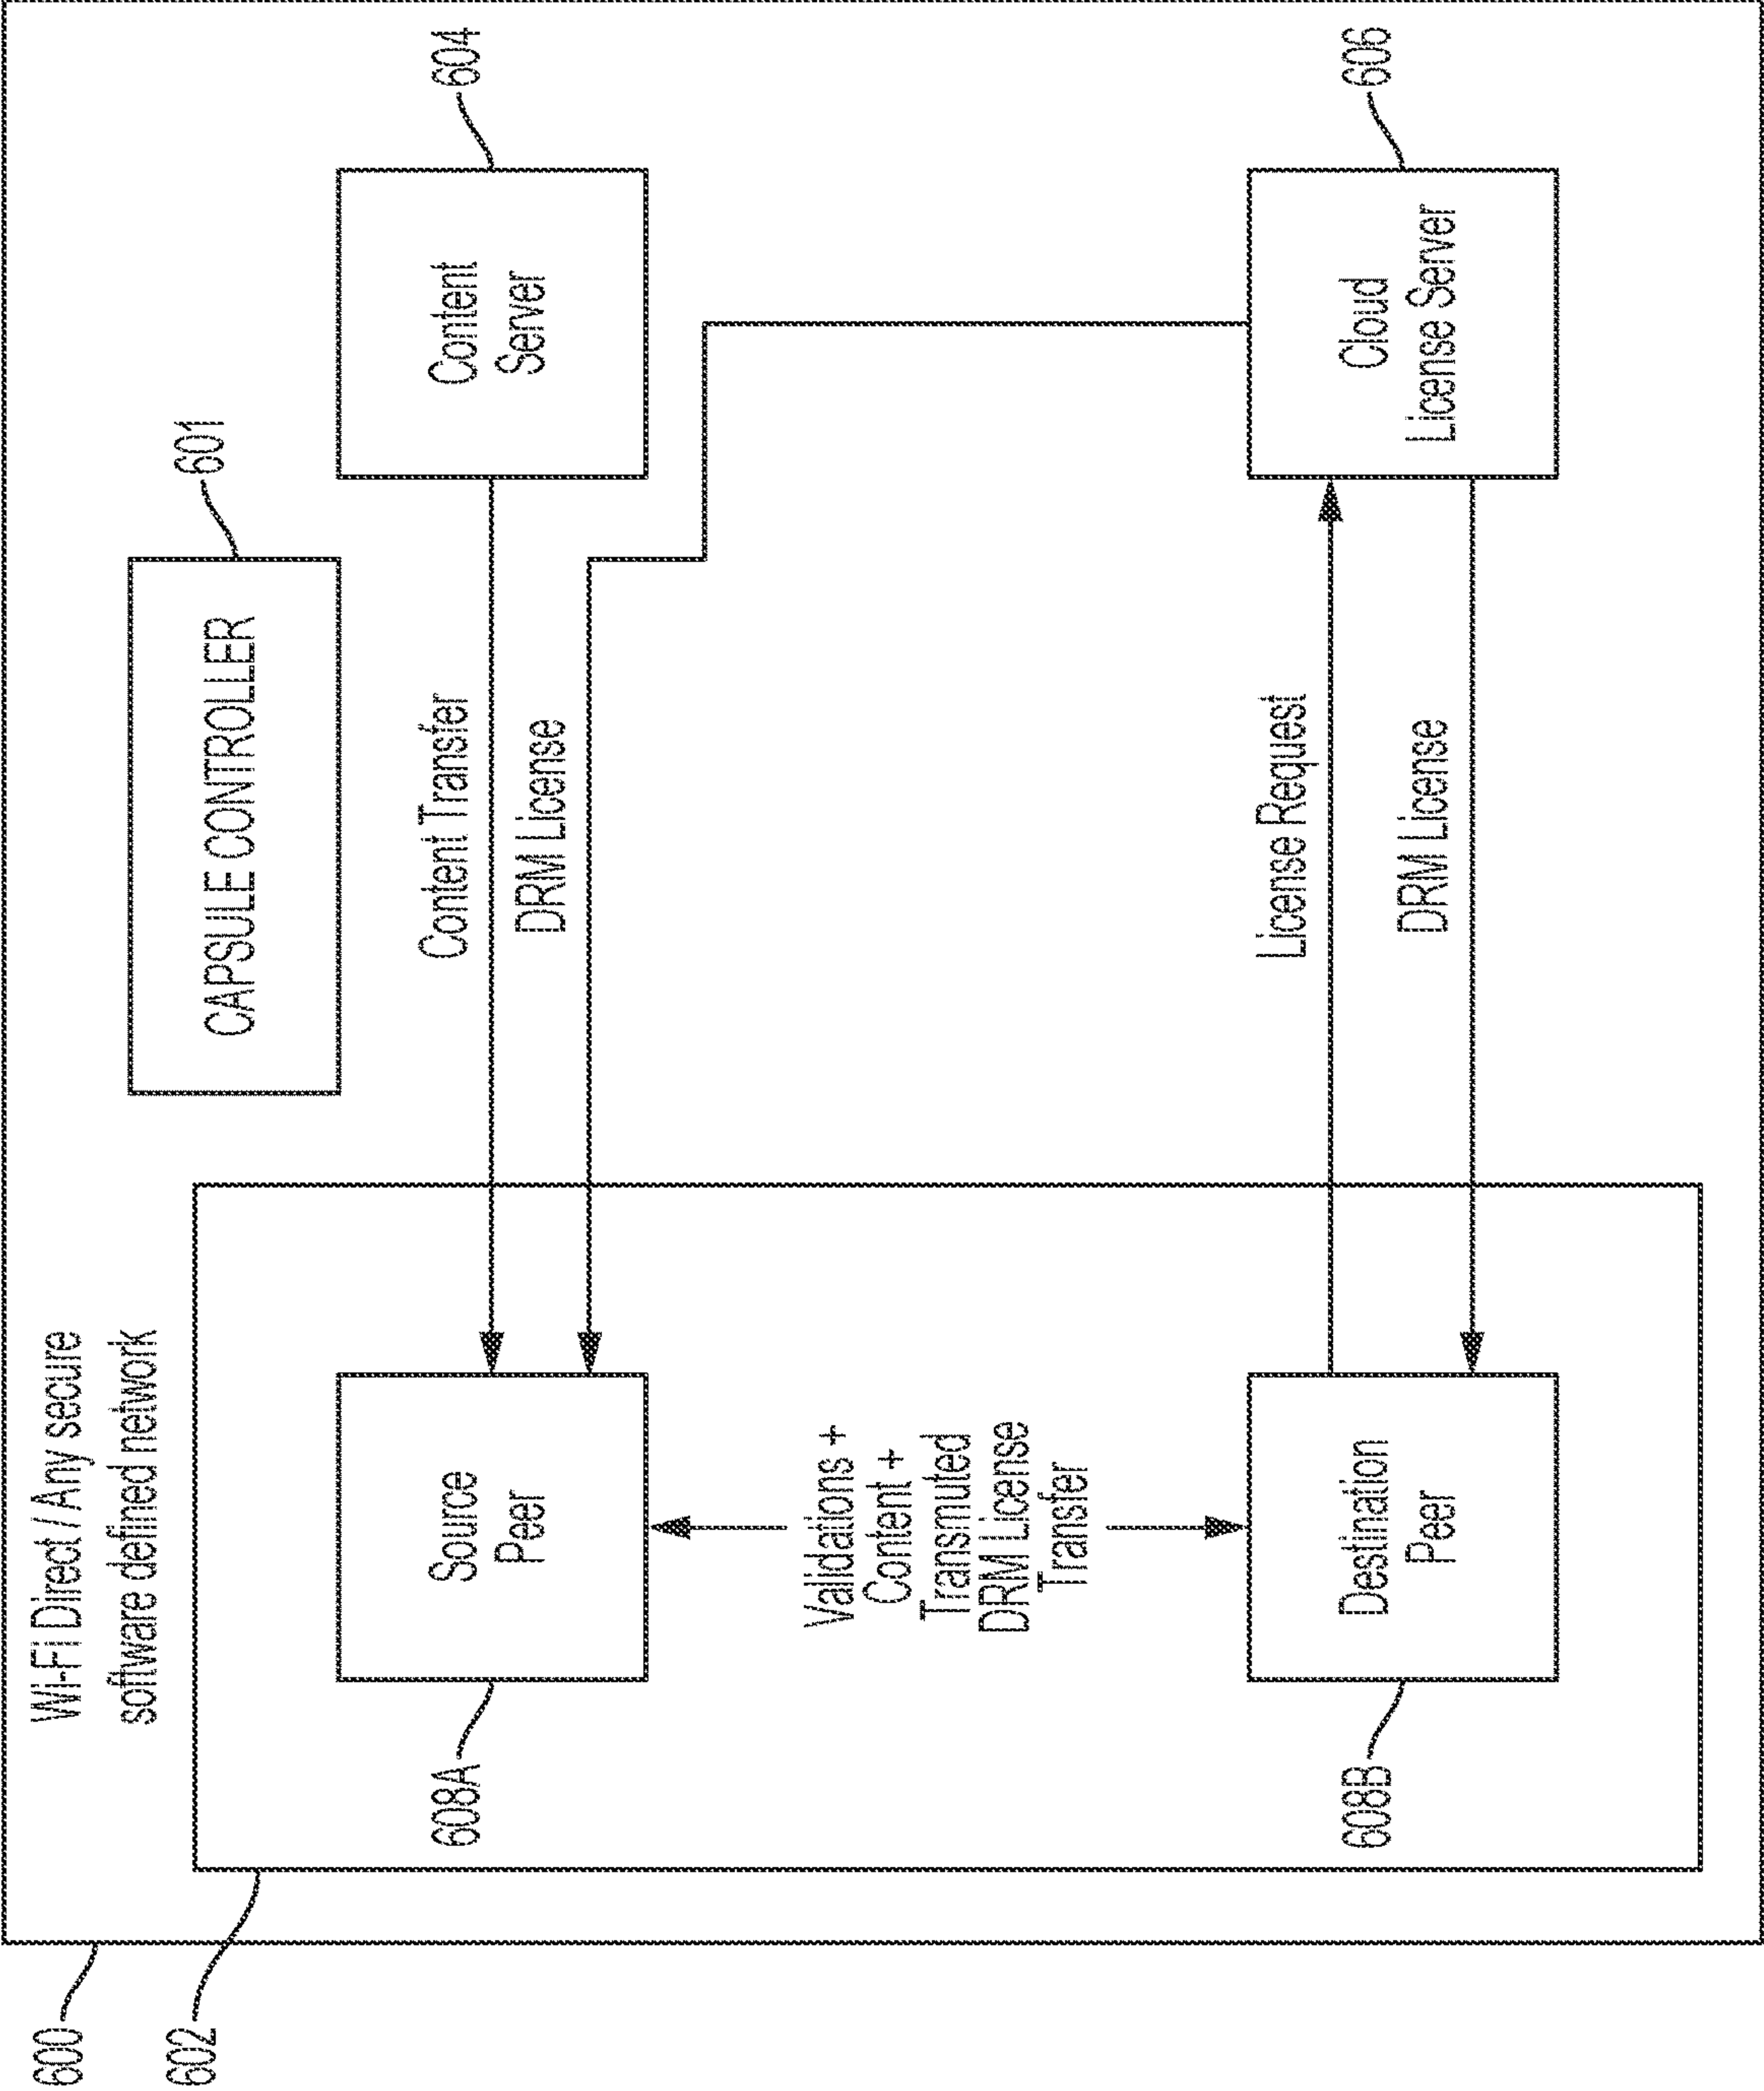 600
602
Wi-Fi Direct / Any secure
software defined network
CAPSULE CONTROLLER
601
608A
Source
Peer
Content Transfer
DRM License
Content
Server
604
Validations +
Content +
Transmuted
DRM License
Transfer
608B
Destination
Peer
License Request
DRM License
Cloud
License Server
606